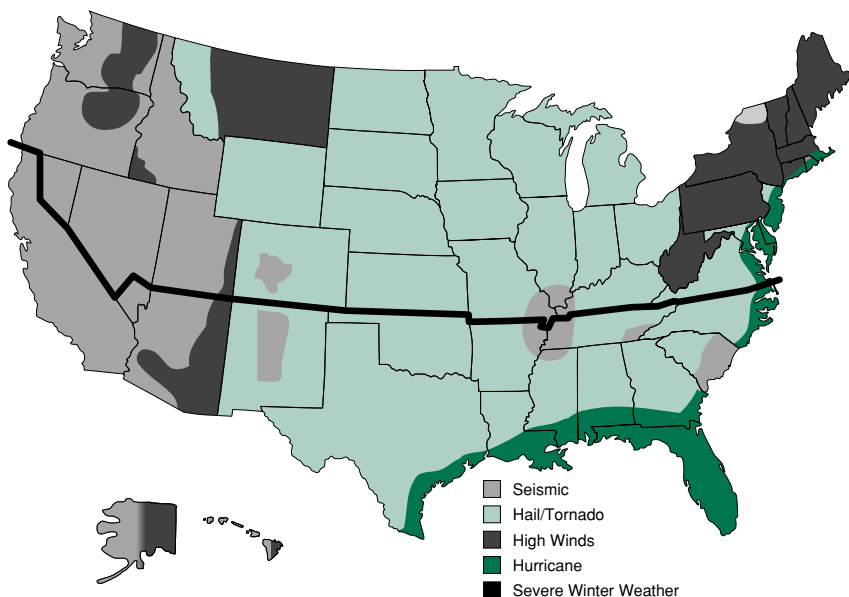 Seismic
Hail/Tornado
High Winds
Hurricane
Severe Winter Weather